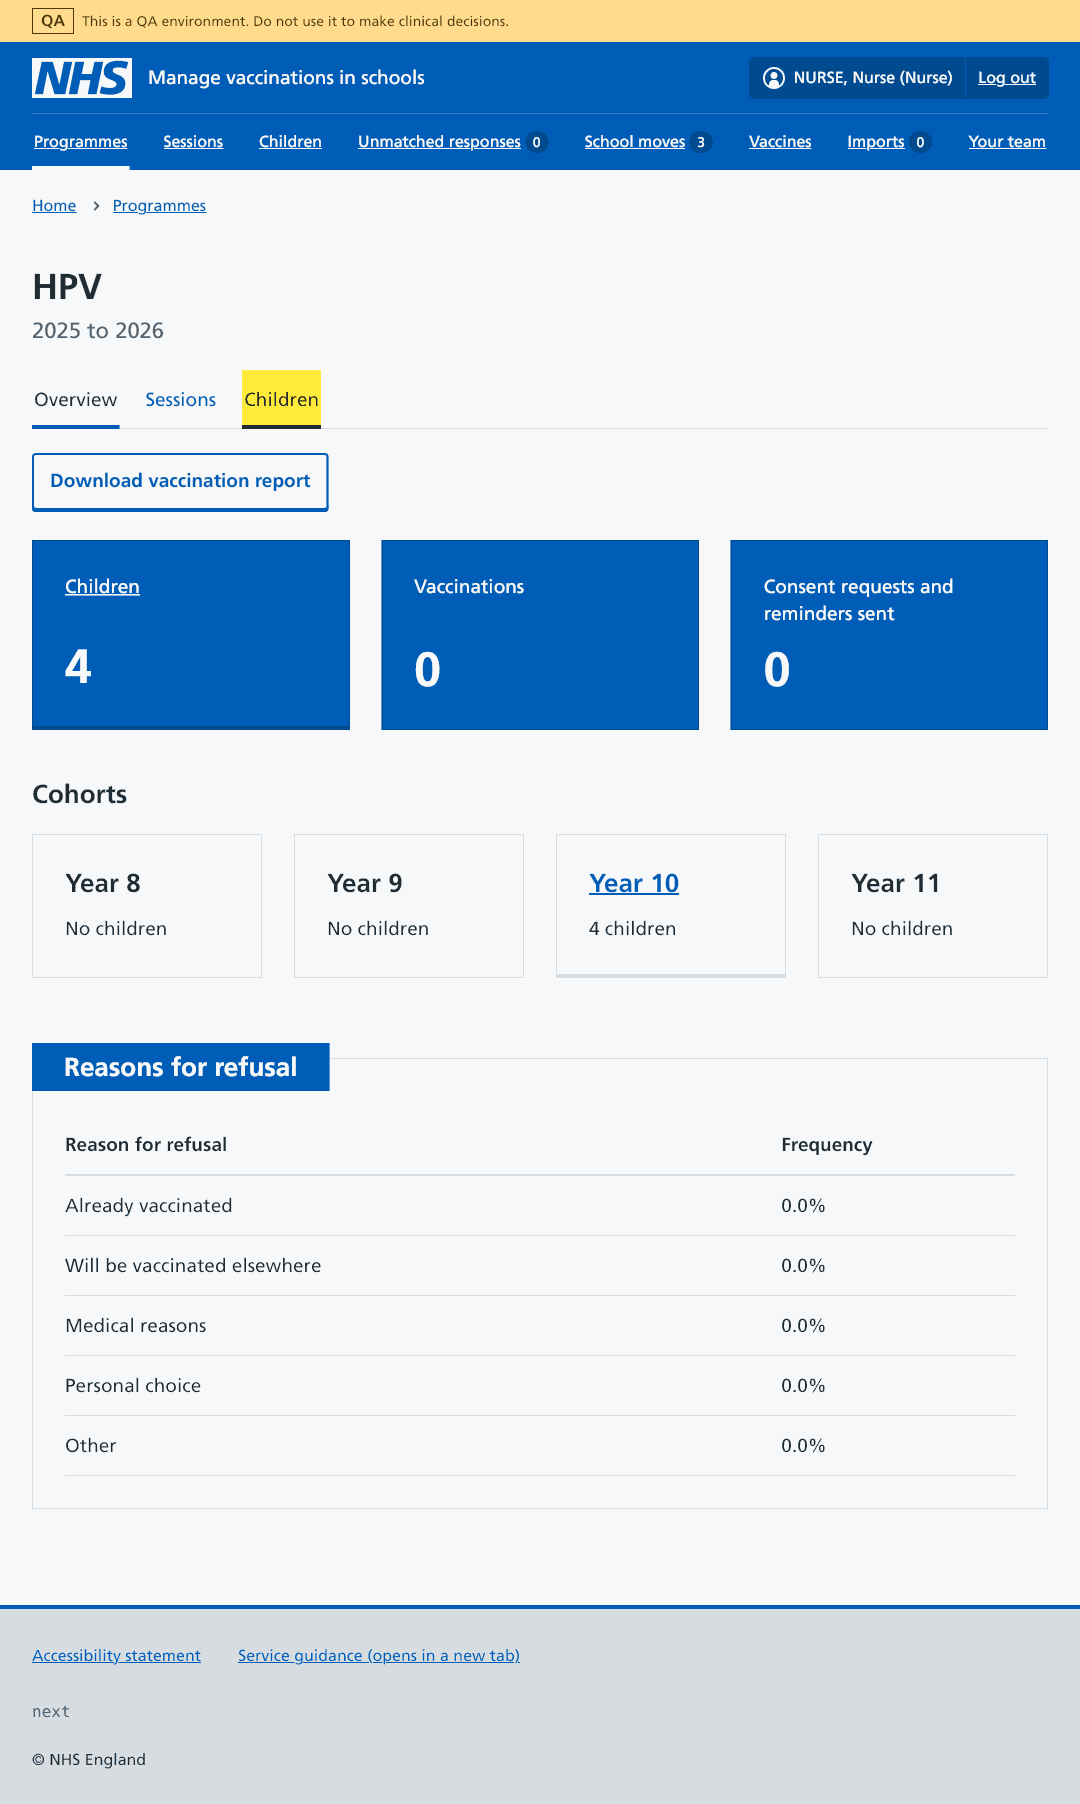 QA This is a QA environment. Do not use it to make clinical decisions.
NHS Manage vaccinations in schools NURSE, Nurse (Nurse) Log out
Programmes Sessions Children Unmatched responses 0 School moves 3 Vaccines Imports 0 Your team
Home Programmes
HPV
2025 to 2026
Overview Sessions Children
Download vaccination report
Children
4
Vaccinations
0
Consent requests and
reminders sent
0
Cohorts
Year 8
No children
Year 9
No children
Year 10
4 children
Year 11
No children
Reasons for refusal
Reason for refusal Frequency
Already vaccinated 0.0%
Will be vaccinated elsewhere 0.0%
Medical reasons 0.0%
Personal choice 0.0%
Other 0.0%
Accessibility statement Service guidance (opens in a new tab)
next
© NHS England